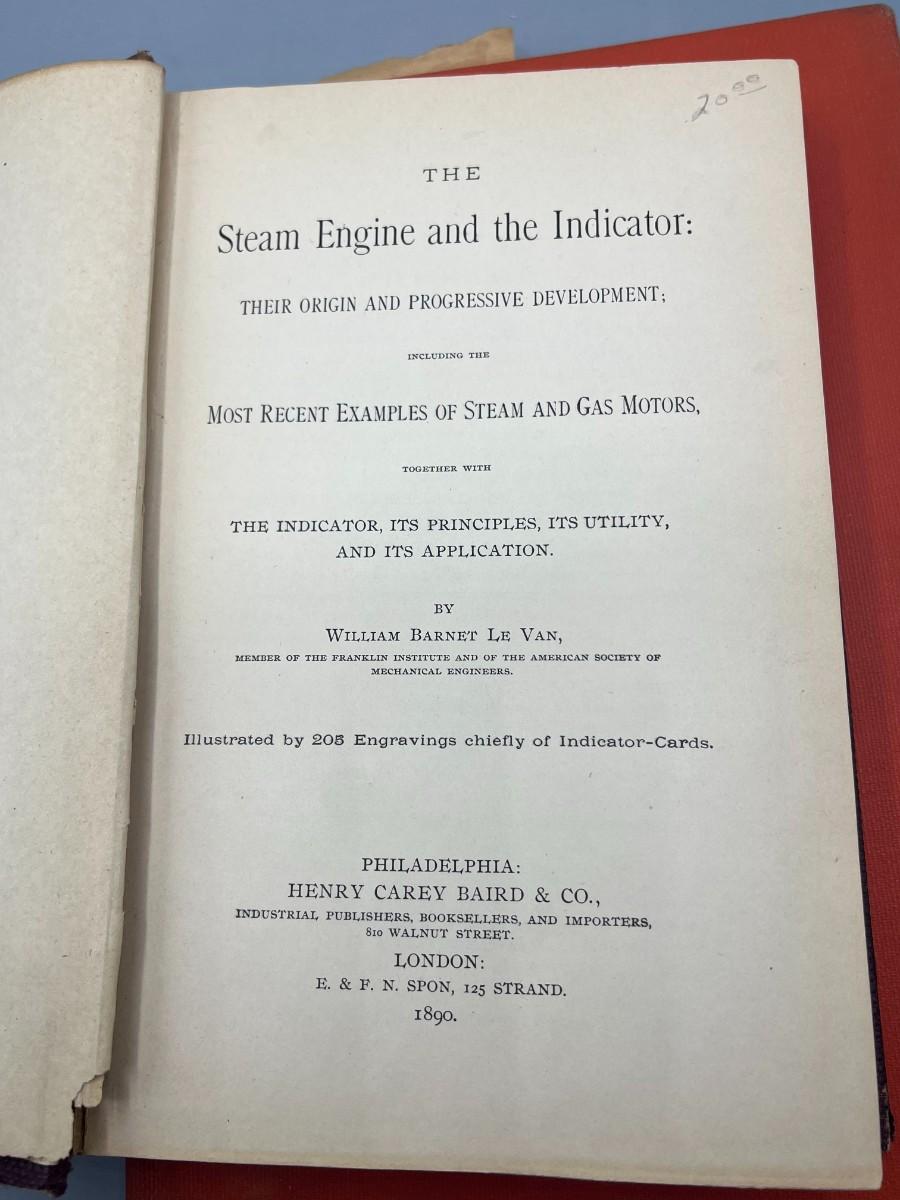 20.00
THE
Steam Engine and the Indicator:
THEIR ORIGIN AND PROGRESSIVE DEVELOPMENT;
INCLUDING THE
MOST RECENT EXAMPLES OF STEAM AND GAS MOTORS,
TOGETHER WITH
THE INDICATOR, ITS PRINCIPLES, ITS UTILITY,
AND ITS APPLICATION.
BY
WILLIAM BARNET LE VAN,
MEMBER OF THE FRANKLIN INSTITUTE AND OF THE AMERICAN SOCIETY OF
MECHANICAL ENGINEERS.
Illustrated by 205 Engravings chiefly of Indicator-Cards.
PHILADELPHIA:
HENRY CAREY BAIRD & CO.,
INDUSTRIAL PUBLISHERS, BOOKSELLERS, AND IMPORTERS,
810 WALNUT STREET.
LONDON:
E. & F. N. SPON, 125 STRAND.
1890.